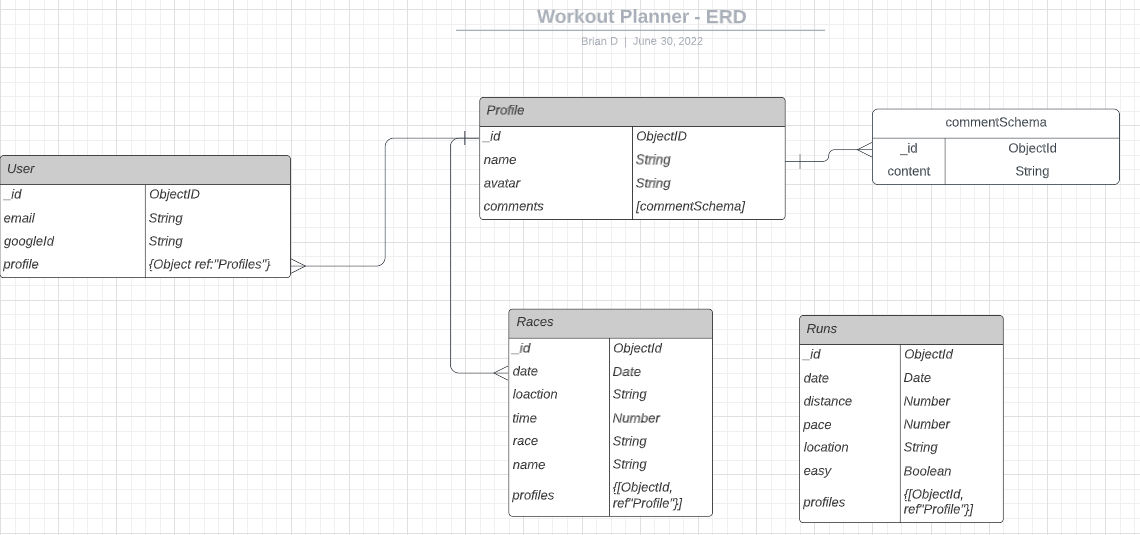 Workout Planner - ERD
Brian D | June 30, 2022
Profile
_id ObjectID
name String
avatar String
comments [commentSchema]
commentSchema
_id ObjectId
content String
User
_id ObjectID
email String
googleId String
profile {Object ref:"Profiles"}
Races
_id ObjectId
date Date
loaction String
time Number
race String
name String
profiles {[ObjectId,
ref"Profile"}]
Runs
_id ObjectId
date Date
distance Number
pace Number
location String
easy Boolean
profiles {[ObjectId,
ref"Profile"}]